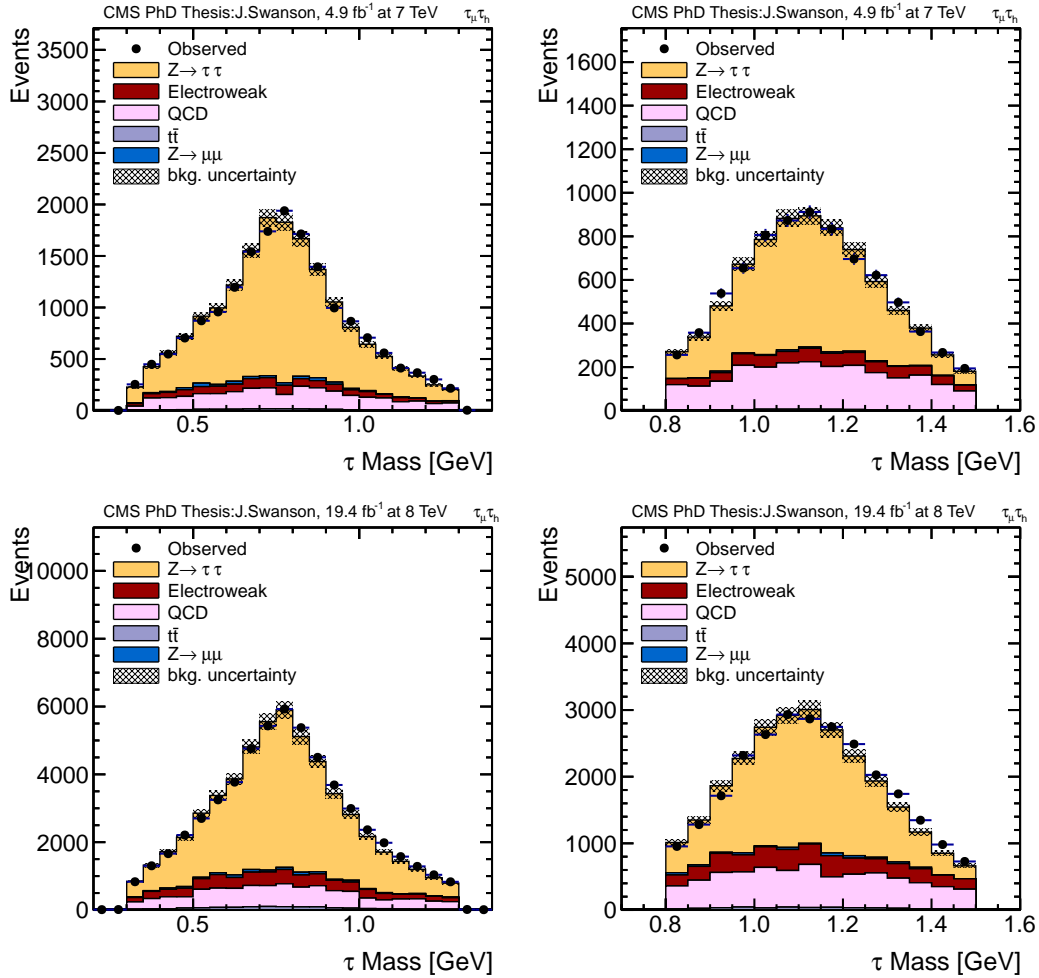 CMS PhD Thesis:J.Swanson, 4.9 fb⁻¹ at 7 TeV τμτh
Events
3500
3000
2500
2000
1500
1000
500
0
Observed
Z→ τ τ
Electroweak
QCD
tt̄
Z→ μμ
bkg. uncertainty
0.5 1.0
τ Mass [GeV]
CMS PhD Thesis:J.Swanson, 4.9 fb⁻¹ at 7 TeV τμτh
Events
1600
1400
1200
1000
800
600
400
200
0
Observed
Z→ τ τ
Electroweak
QCD
tt̄
Z→ μμ
bkg. uncertainty
0.8 1.0 1.2 1.4 1.6
τ Mass [GeV]
CMS PhD Thesis:J.Swanson, 19.4 fb⁻¹ at 8 TeV τμτh
Events
10000
8000
6000
4000
2000
0
Observed
Z→ τ τ
Electroweak
QCD
tt̄
Z→ μμ
bkg. uncertainty
0.5 1.0
τ Mass [GeV]
CMS PhD Thesis:J.Swanson, 19.4 fb⁻¹ at 8 TeV τμτh
Events
5000
4000
3000
2000
1000
0
Observed
Z→ τ τ
Electroweak
QCD
tt̄
Z→ μμ
bkg. uncertainty
0.8 1.0 1.2 1.4 1.6
τ Mass [GeV]